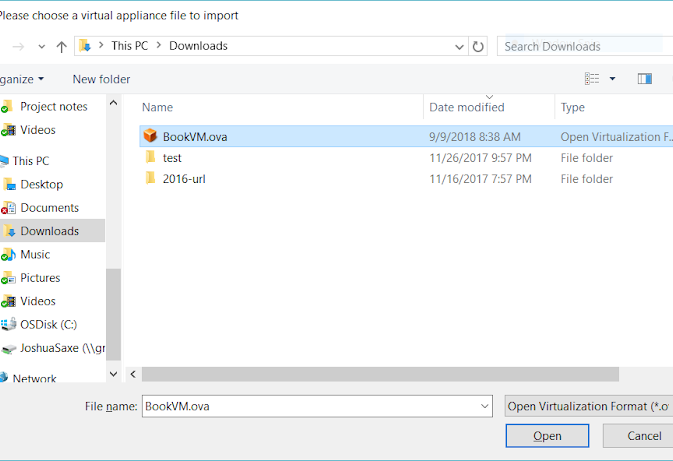 Please choose a virtual appliance file to import
This PC > Downloads
Search Downloads
ganize
New folder
Name
Date modified
Type
Project notes
Videos
This PC
Desktop
Documents
Downloads
Music
Pictures
Videos
OSDisk (C:)
JoshuaSaxe (\\gr
Network
BookVM.ova 9/9/2018 8:38 AM Open Virtualization F...
test 11/26/2017 9:57 PM File folder
2016-url 11/16/2017 7:57 PM File folder
File name: BookVM.ova
Open Virtualization Format (*.ov
Open
Cancel